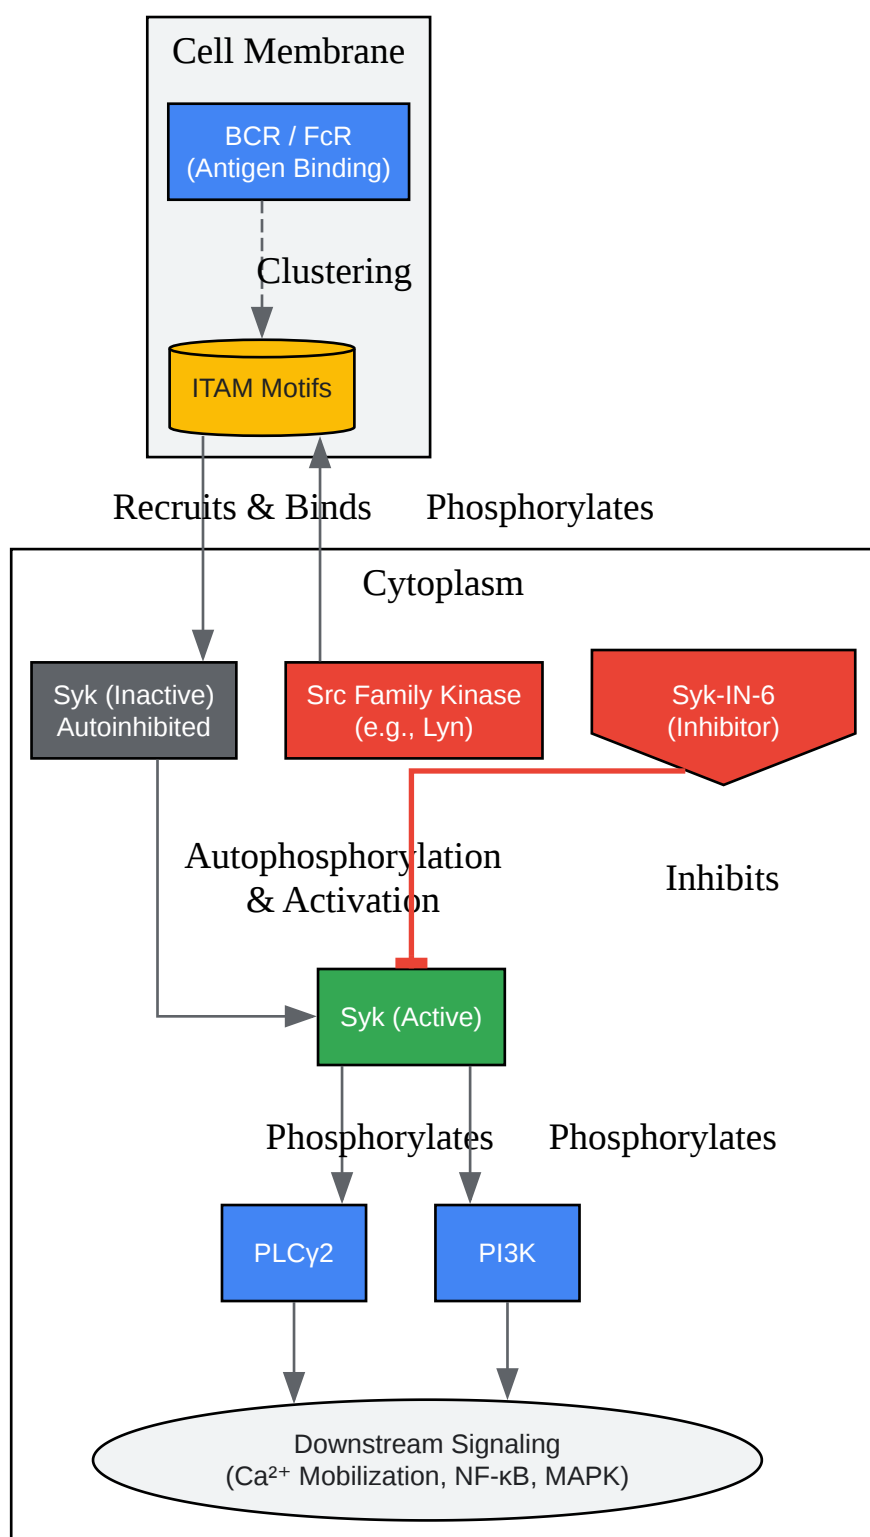 Cell Membrane
BCR / FcR
(Antigen Binding)
Clustering
ITAM Motifs
Recruits & Binds
Phosphorylates
Cytoplasm
Syk (Inactive)
Autoinhibited
Src Family Kinase
(e.g., Lyn)
Syk-IN-6
(Inhibitor)
Autophosphorylation
& Activation
Inhibits
Syk (Active)
Phosphorylates
Phosphorylates
PLCγ2
PI3K
Downstream Signaling
(Ca²⁺ Mobilization, NF-κB, MAPK)